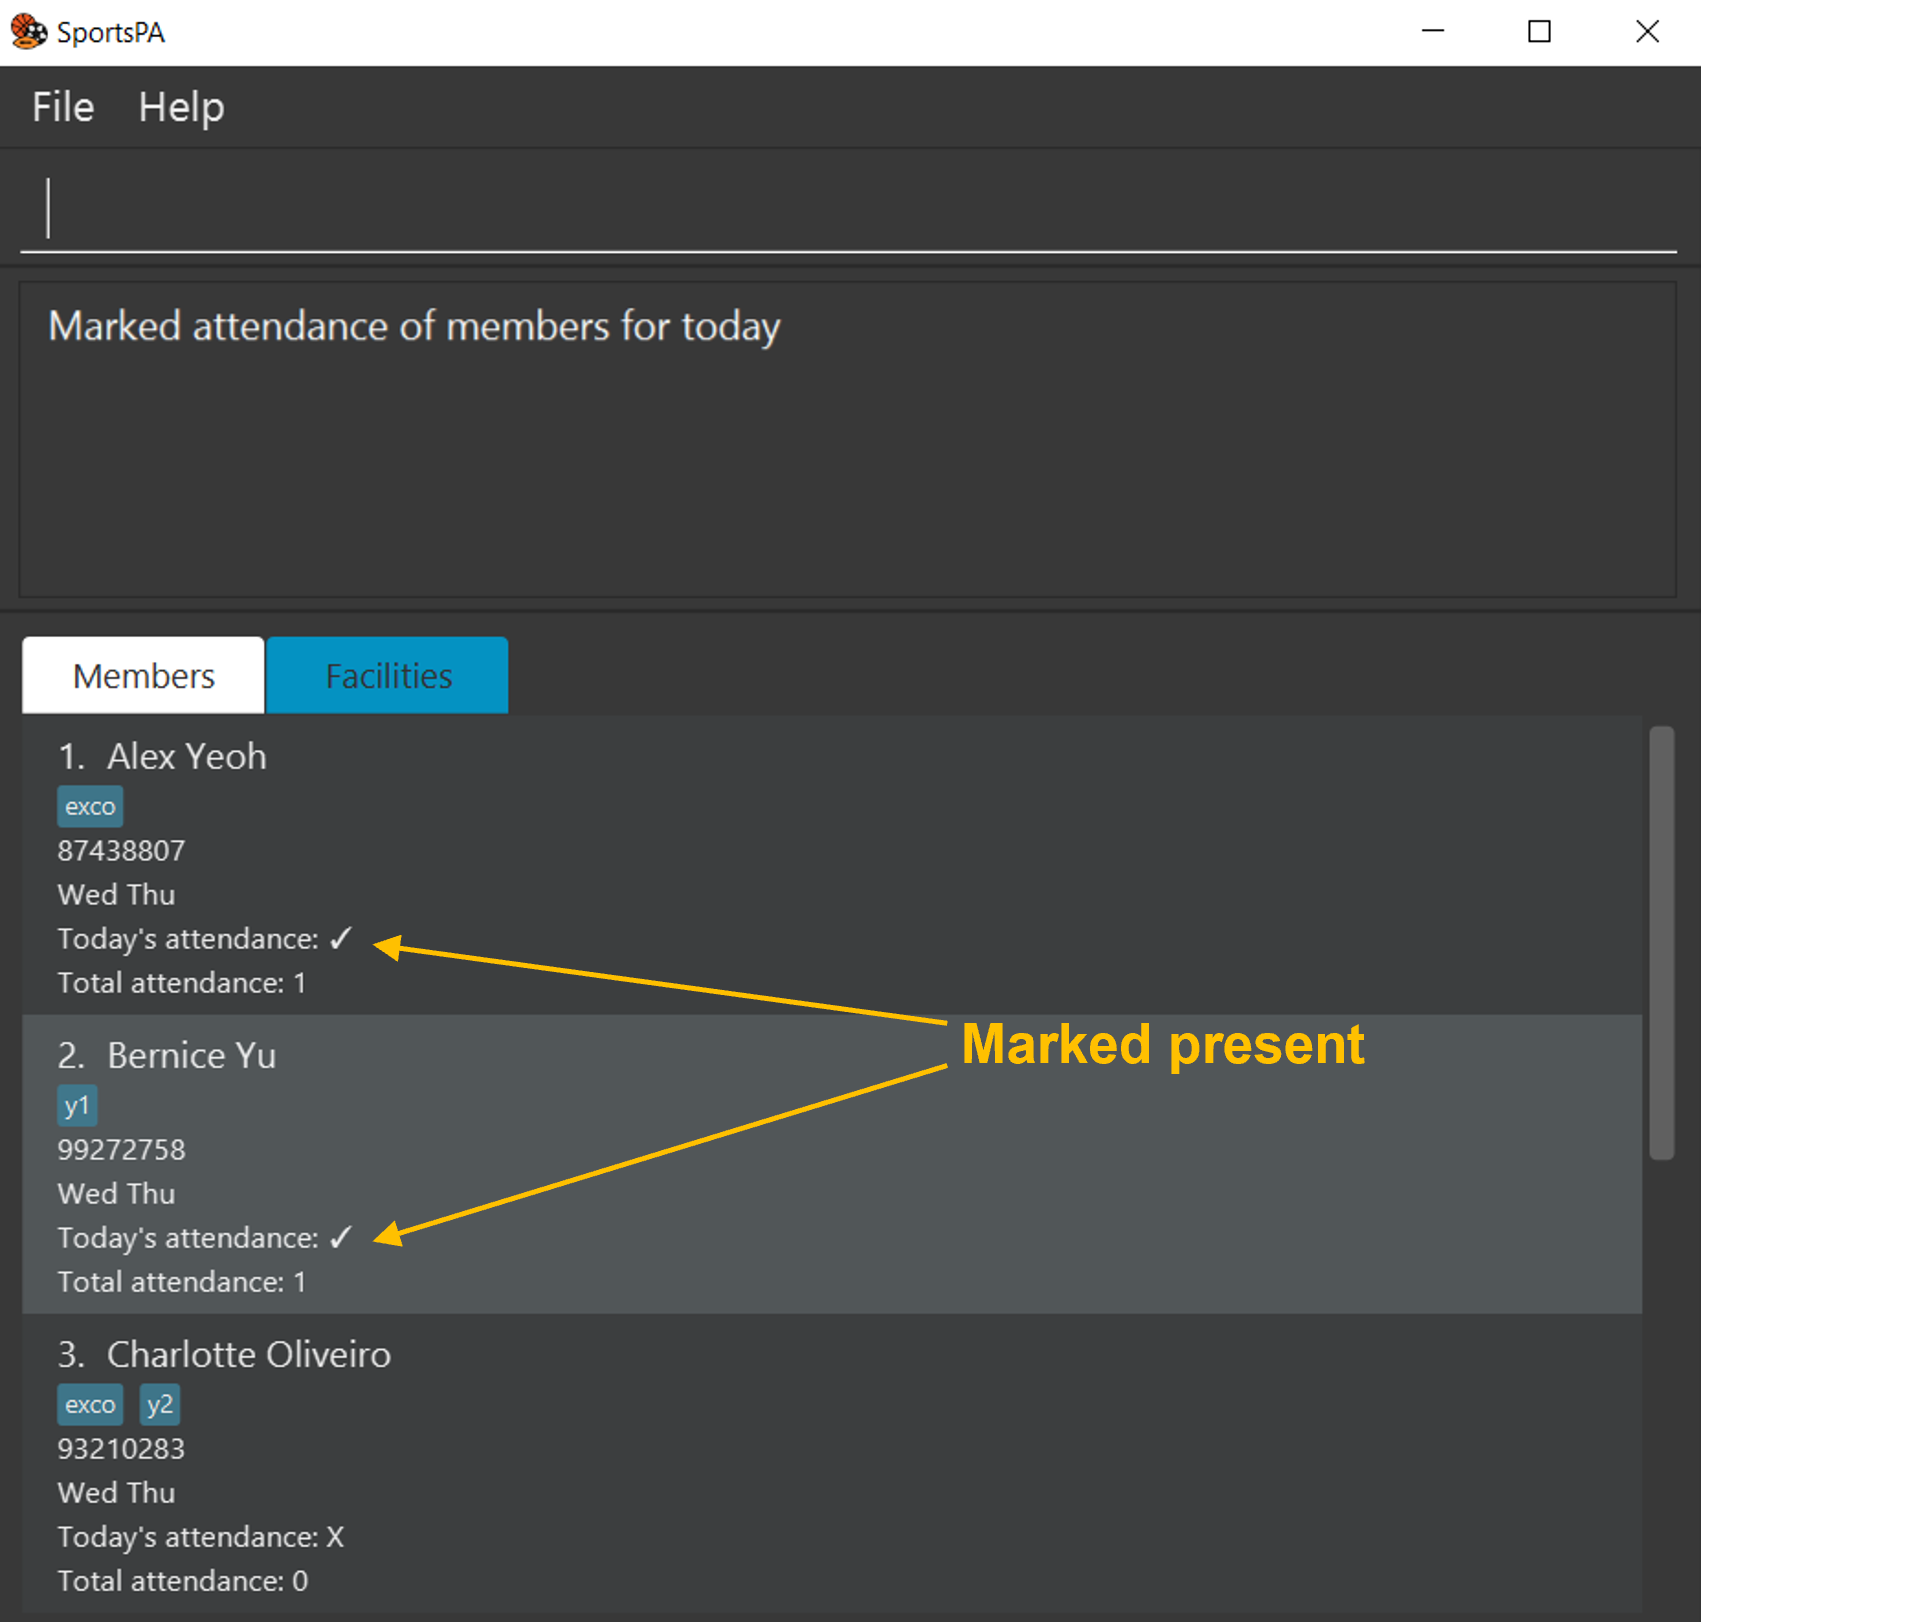 SportsPA
File Help
Marked attendance of members for today
Members Facilities
1. Alex Yeoh
exco
87438807
Wed Thu
Today's attendance: ✓
Total attendance: 1
Marked present
2. Bernice Yu
y1
99272758
Wed Thu
Today's attendance: ✓
Total attendance: 1
3. Charlotte Oliveiro
exco y2
93210283
Wed Thu
Today's attendance: X
Total attendance: 0